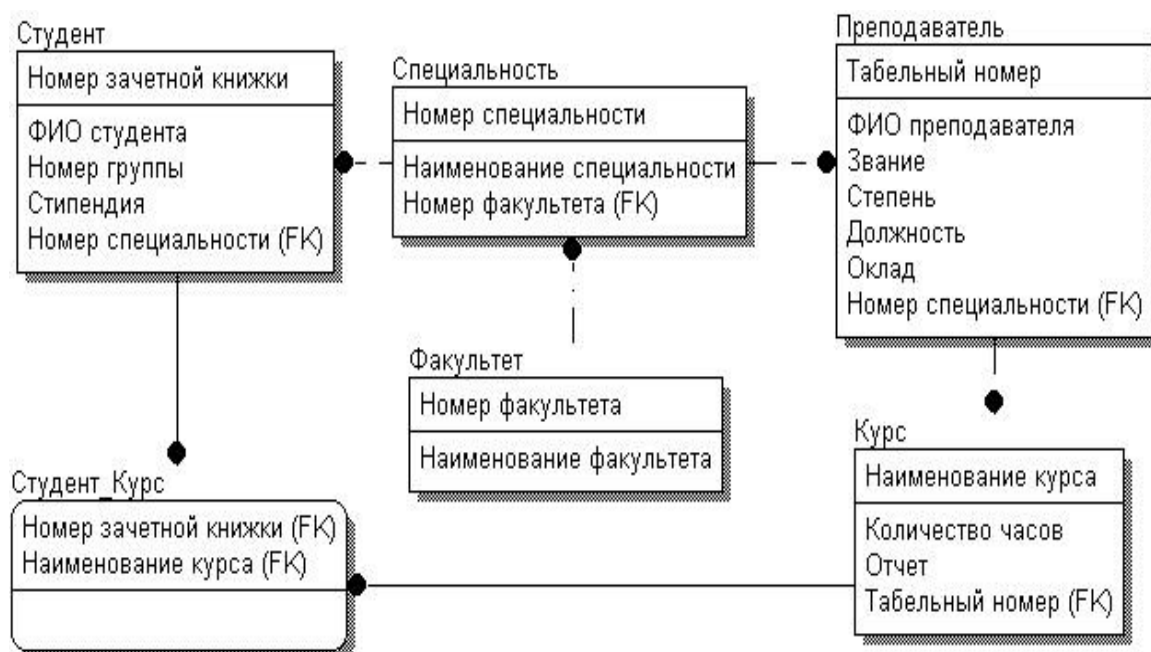 Студент
Номер зачетной книжки
ФИО студента
Номер группы
Стипендия
Номер специальности (FK)
Специальность
Номер специальности
Наименование специальности
Номер факультета (FK)
Преподаватель
Табельный номер
ФИО преподавателя
Звание
Степень
Должность
Оклад
Номер специальности (FK)
Факультет
Номер факультета
Наименование факультета
Студент_Курс
Номер зачетной книжки (FK)
Наименование курса (FK)
Курс
Наименование курса
Количество часов
Отчет
Табельный номер (FK)